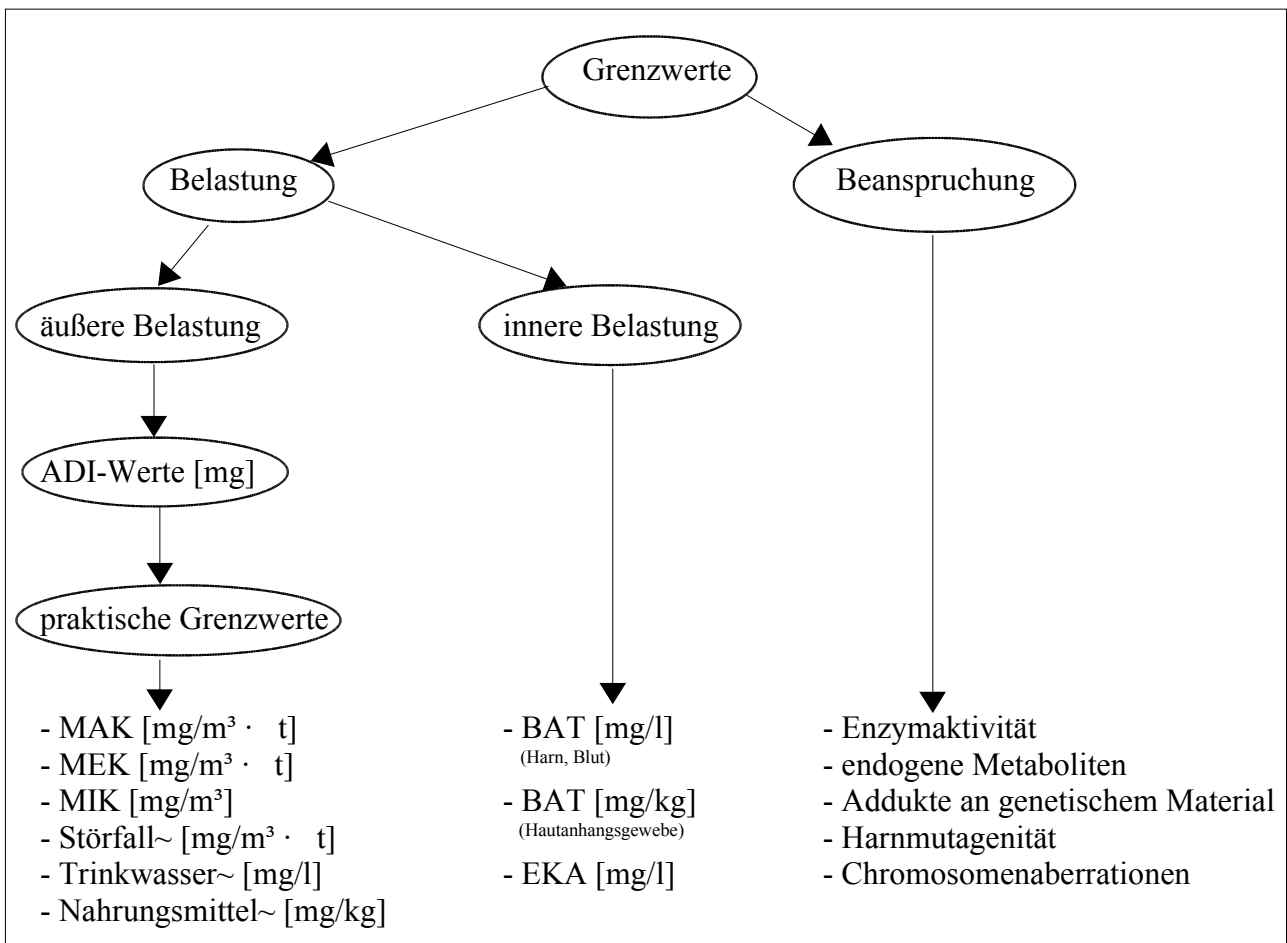 Grenzwerte
Belastung
Beanspruchung
äußere Belastung
innere Belastung
ADI-Werte [mg]
praktische Grenzwerte
- MAK [mg/m³ · t]
- MEK [mg/m³ · t]
- MIK [mg/m³]
- Störfall~ [mg/m³ · t]
- Trinkwasser~ [mg/l]
- Nahrungsmittel~ [mg/kg]
- BAT [mg/l]
(Harn, Blut)
- BAT [mg/kg]
(Hautanhangsgewebe)
- EKA [mg/l]
- Enzymaktivität
- endogene Metaboliten
- Addukte an genetischem Material
- Harnmutagenität
- Chromosomenaberrationen